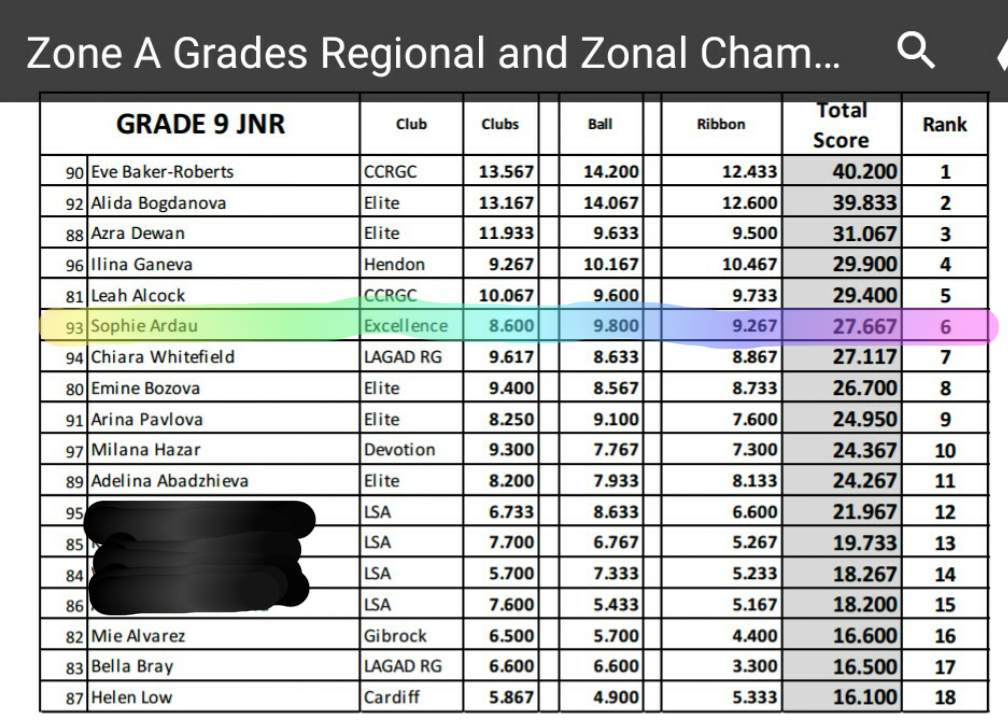 Zone A Grades Regional and Zonal Cham...
GRADE 9 JNR Club Clubs Ball Ribbon Total Score Rank
90 Eve Baker-Roberts CCRGC 13.567 14.200 12.433 40.200 1
92 Alida Bogdanova Elite 13.167 14.067 12.600 39.833 2
88 Azra Dewan Elite 11.933 9.633 9.500 31.067 3
96 Ilina Ganeva Hendon 9.267 10.167 10.467 29.900 4
81 Leah Alcock CCRGC 10.067 9.600 9.733 29.400 5
93 Sophie Ardau Excellence 8.600 9.800 9.267 27.667 6
94 Chiara Whitefield LAGAD RG 9.617 8.633 8.867 27.117 7
80 Emine Bozova Elite 9.400 8.567 8.733 26.700 8
91 Arina Pavlova Elite 8.250 9.100 7.600 24.950 9
97 Milana Hazar Devotion 9.300 7.767 7.300 24.367 10
89 Adelina Abadzhieva Elite 8.200 7.933 8.133 24.267 11
95 LSA 6.733 8.633 6.600 21.967 12
85 LSA 7.700 6.767 5.267 19.733 13
84 LSA 5.700 7.333 5.233 18.267 14
86 LSA 7.600 5.433 5.167 18.200 15
82 Mie Alvarez Gibrock 6.500 5.700 4.400 16.600 16
83 Bella Bray LAGAD RG 6.600 6.600 3.300 16.500 17
87 Helen Low Cardiff 5.867 4.900 5.333 16.100 18